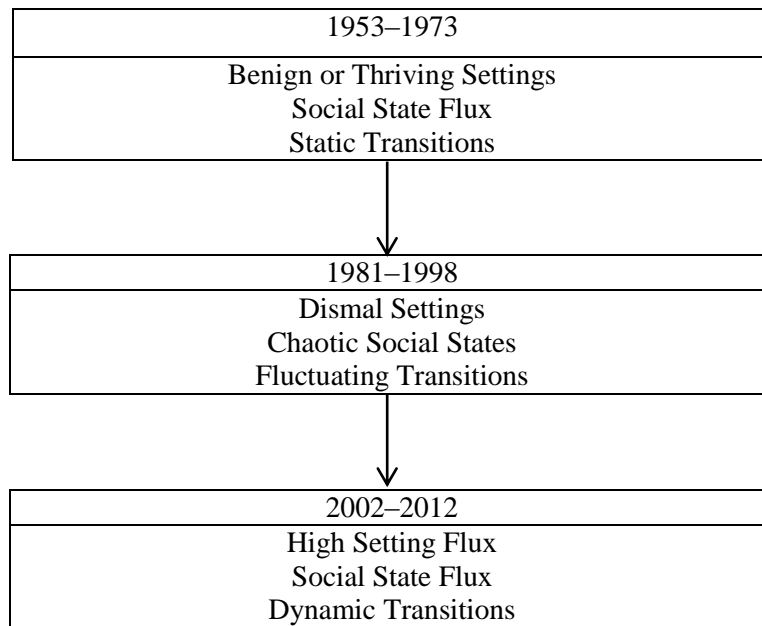 1953–1973
Benign or Thriving Settings
Social State Flux
Static Transitions
1981–1998
Dismal Settings
Chaotic Social States
Fluctuating Transitions
2002–2012
High Setting Flux
Social State Flux
Dynamic Transitions